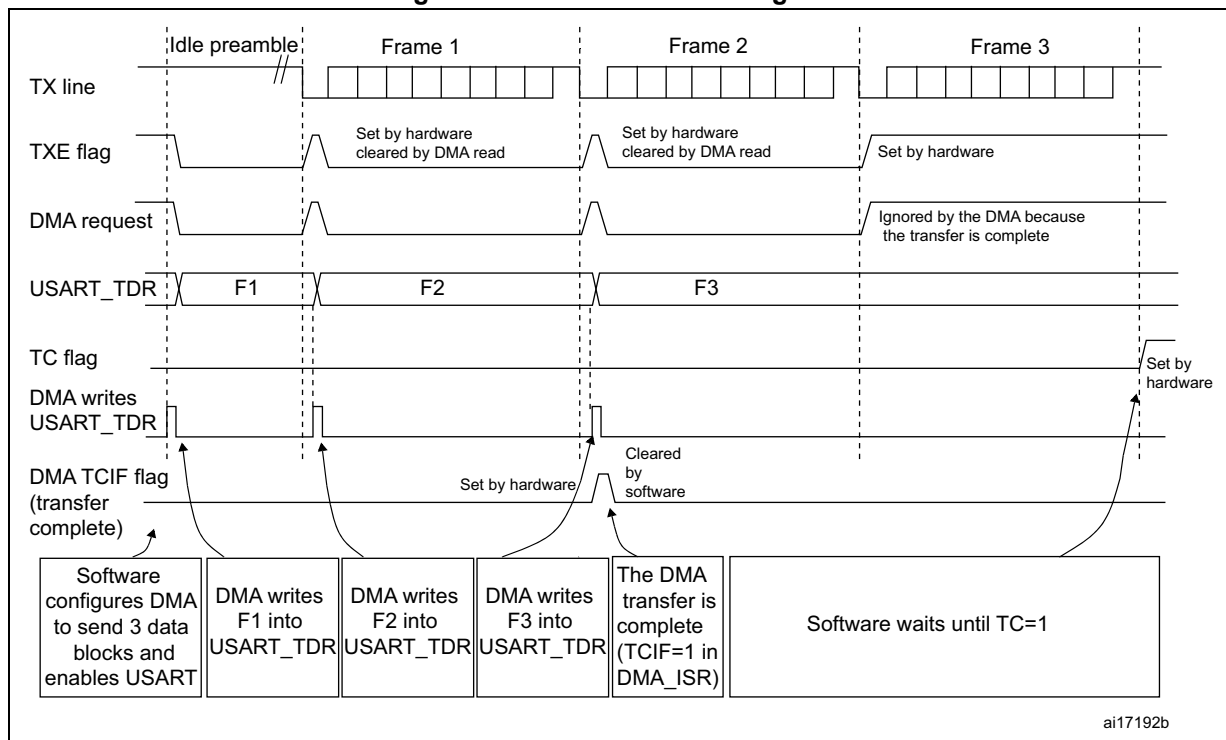 Idle preamble
Frame 1
Frame 2
Frame 3
TX line
TXE flag
Set by hardware
cleared by DMA read
Set by hardware
cleared by DMA read
Set by hardware
DMA request
Ignored by the DMA because
the transfer is complete
USART_TDR
F1
F2
F3
TC flag
Set by
hardware
DMA writes
USART_TDR
DMA TCIF flag
(transfer
complete)
Set by hardware
Cleared
by
software
Software
configures DMA
to send 3 data
blocks and
enables USART
DMA writes
F1 into
USART_TDR
DMA writes
F2 into
USART_TDR
DMA writes
F3 into
USART_TDR
The DMA
transfer is
complete
(TCIF=1 in
DMA_ISR)
Software waits until TC=1
ai17192b